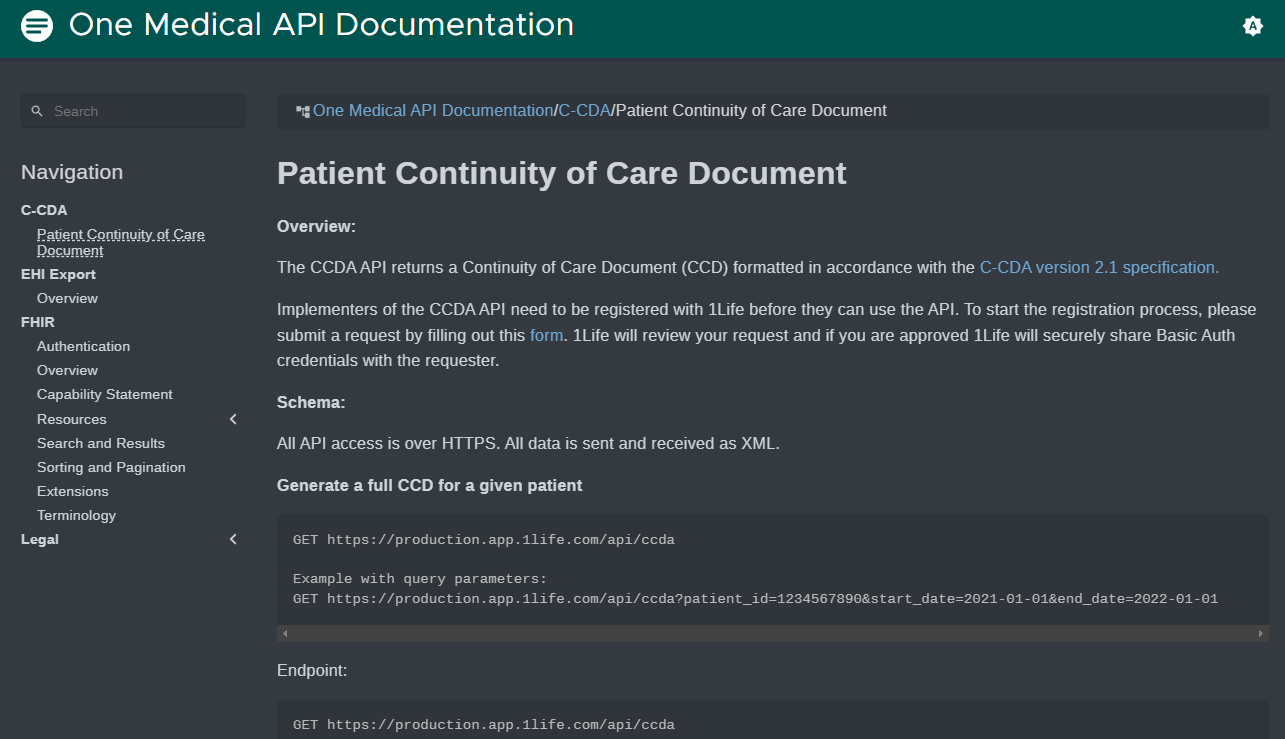 One Medical API Documentation
A
Search
Navigation
C-CDA
Patient Continuity of Care
Document
EHI Export
Overview
FHIR
Authentication
Overview
Capability Statement
Resources
Search and Results
Sorting and Pagination
Extensions
Terminology
Legal
One Medical API Documentation/C-CDA/Patient Continuity of Care Document
Patient Continuity of Care Document
Overview:
The CCDA API returns a Continuity of Care Document (CCD) formatted in accordance with the C-CDA version 2.1 specification.
Implementers of the CCDA API need to be registered with 1Life before they can use the API. To start the registration process, please
submit a request by filling out this form. 1Life will review your request and if you are approved 1Life will securely share Basic Auth
credentials with the requester.
Schema:
All API access is over HTTPS. All data is sent and received as XML.
Generate a full CCD for a given patient
GET https://production.app.1life.com/api/ccda
Example with query parameters:
GET https://production.app.1life.com/api/ccda?patient_id=1234567890&start_date=2021-01-01&end_date=2022-01-01
Endpoint:
GET https://production.app.1life.com/api/ccda